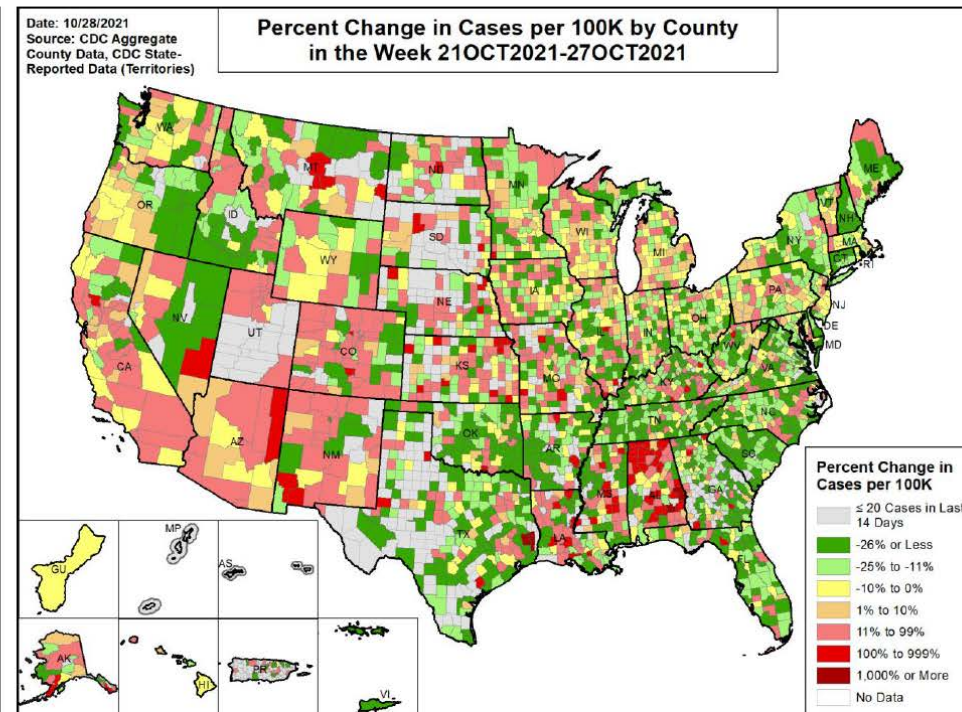 Date: 10/28/2021
Source: CDC Aggregate
County Data, CDC State-
Reported Data (Territories)
Percent Change in Cases per 100K by County
in the Week 21OCT2021-27OCT2021
WA
MT
ND
MN
ME
OR
ID
SD
WI
VT
NH
NY
MA
CT
RI
WY
MI
IA
NE
PA
NJ
NV
UT
IN
OH
DE
MD
CO
WV
CA
KS
MO
VA
KY
AZ
NM
OK
TN
NC
AR
SC
MS
AL
GA
TX
LA
FL
GU
MP
AS
AK
HI
PR
VI
Percent Change in
Cases per 100K
≤ 20 Cases in Last
14 Days
-26% or Less
-25% to -11%
-10% to 0%
1% to 10%
11% to 99%
100% to 999%
1,000% or More
No Data